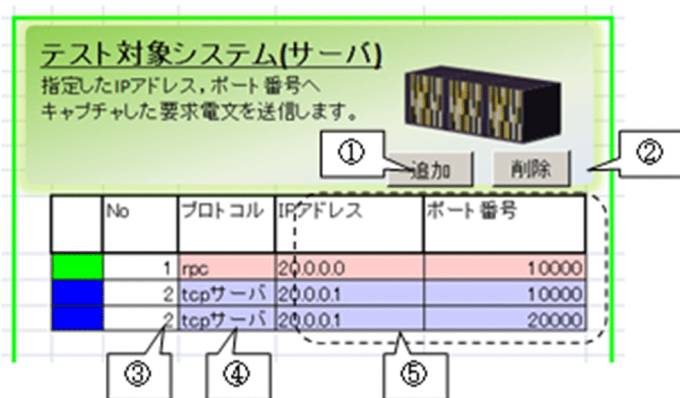 テスト対象システム(サーバ)
指定したIPアドレス,ポート番号へ
キャプチャした要求電文を送信します。
① 追加 削除 ②
No プロトコル IPアドレス ポート番号
1 rpc 20.0.0.0 10000
2 tcpサーバ 20.0.0.1 10000
2 tcpサーバ 20.0.0.1 20000
③ ④ ⑤